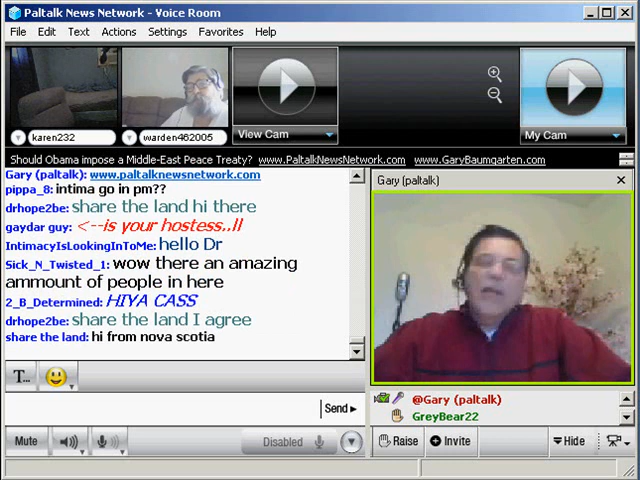 Paltalk News Network - Voice Room
File Edit Text Actions Settings Favorites Help
karen232
warden462005
View Cam
My Cam
Should Obama impose a Middle-East Peace Treaty? www.PaltalkNewsNetwork.com www.GaryBaumgarten.com
Gary (paltalk): www.paltalknewsnetwork.com
pippa_8: intima go in pm??
drhope2be: share the land hi there
gaydar guy: <--is your hostess..ll
IntimacyIsLookingInToMe: hello Dr
Sick_N_Twisted_1: wow there an amazing
ammount of people in here
2_B_Determined: HIYA CASS
drhope2be: share the land I agree
share the land: hi from nova scotia
Gary (paltalk)
T...
Send
@Gary (paltalk)
GreyBear22
Mute
Disabled
Raise
Invite
Hide